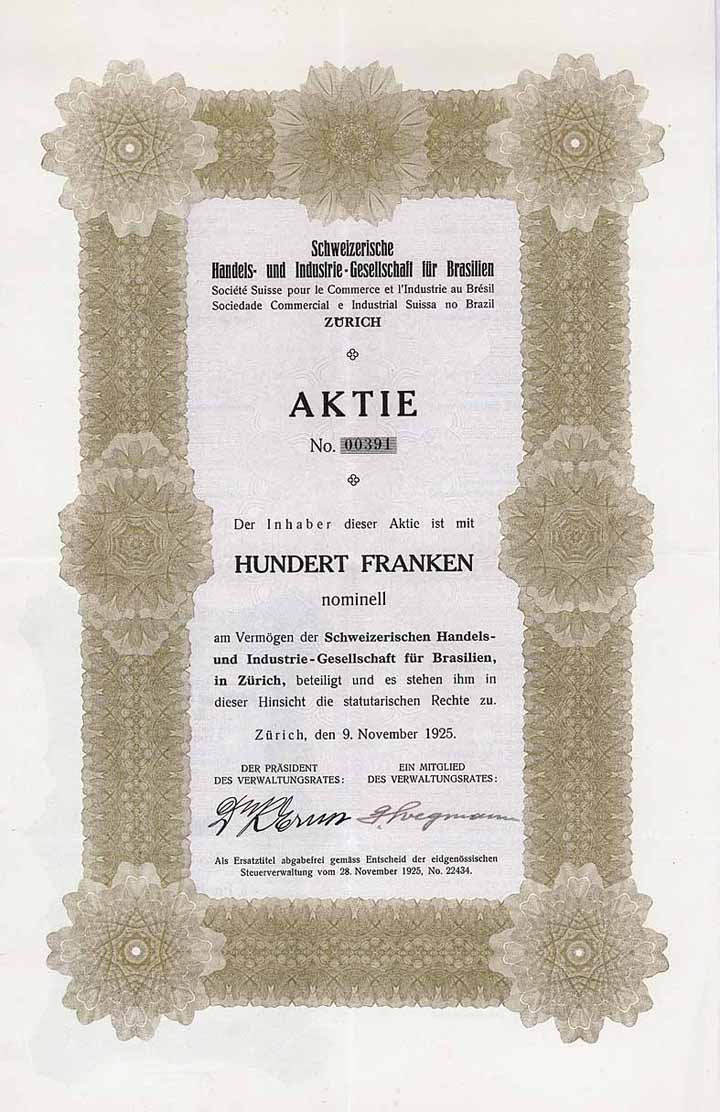 Schweizerische
Handels- und Industrie-Gesellschaft für Brasilien
Société Suisse pour le Commerce et l'Industrie au Brésil
Sociedade Commercial e Industrial Suissa no Brazil
ZÜRICH
AKTIE
No. 00391
Der Inhaber dieser Aktie ist mit
HUNDERT FRANKEN
nominell
am Vermögen der Schweizerischen Handels-
und Industrie-Gesellschaft für Brasilien,
in Zürich, beteiligt und es stehen ihm in
dieser Hinsicht die statutarischen Rechte zu.
Zürich, den 9. November 1925.
DER PRÄSIDENT
DES VERWALTUNGSRATES:
EIN MITGLIED
DES VERWALTUNGSRATES:
Als Ersatztitel abgabefrei gemäss Entscheid der eidgenössischen
Steuerverwaltung vom 28. November 1925, No. 22434.